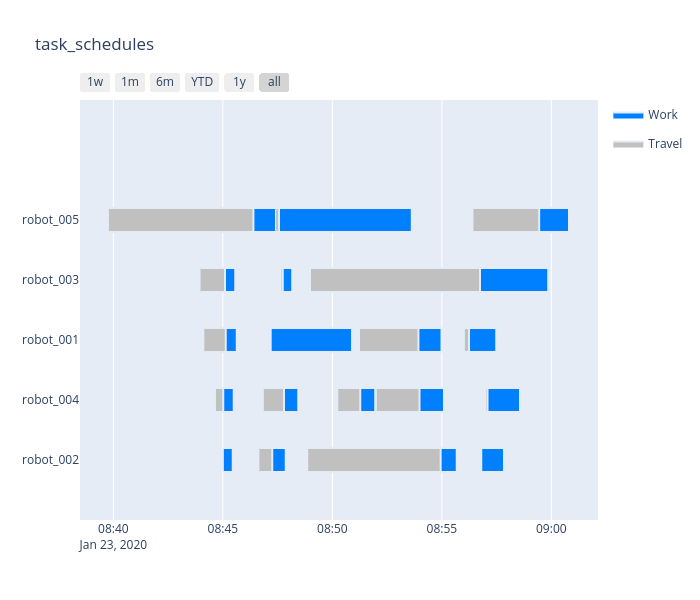 task_schedules
1w 1m 6m YTD 1y all
Work
Travel
robot_005
robot_003
robot_001
robot_004
robot_002
08:40 08:45 08:50 08:55 09:00
Jan 23, 2020